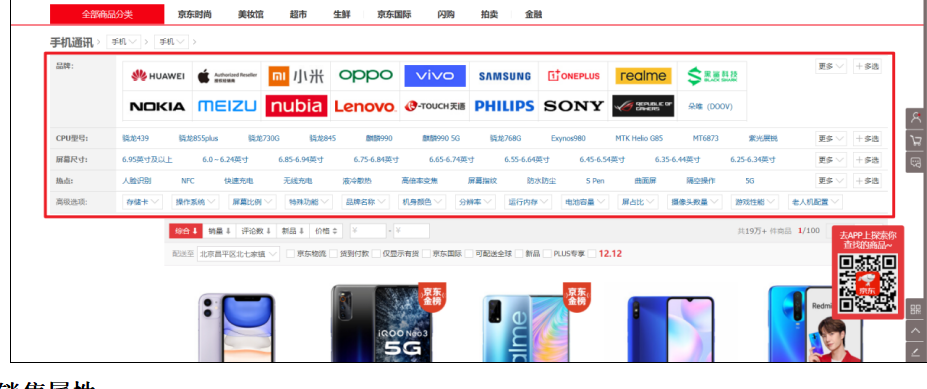 全部商品分类 京东时尚 美妆馆 超市 生鲜 京东国际 闪购 拍卖 金融
手机通讯 > 手机 > 手机
品牌: HUAWEI Authorized Reseller 小米 OPPO vivo SAMSUNG ONEPLUS realme 黑鲨科技 BLACK SHARK 更多 +多选
NOKIA MEIZU nubia Lenovo K-TOUCH天语 PHILIPS SONY REPUBLIC OF GAMERS 朵唯（DOOV）
CPU型号: 骁龙439 骁龙855plus 骁龙730G 骁龙845 麒麟990 麒麟990 5G 骁龙768G Exynos980 MTK Helio G85 MT6873 紫光展锐 更多 +多选
屏幕尺寸: 6.95英寸及以上 6.0～6.24英寸 6.85-6.94英寸 6.75-6.84英寸 6.65-6.74英寸 6.55-6.64英寸 6.45-6.54英寸 6.35-6.44英寸 6.25-6.34英寸 更多 +多选
热点: 人脸识别 NFC 快速充电 无线充电 液冷散热 高倍率变焦 屏幕指纹 防水防尘 S Pen 曲面屏 隔空操作 5G 更多 +多选
高级选项: 存储卡 操作系统 屏幕比例 特殊功能 品牌名称 机身颜色 分辨率 运行内存 电池容量 屏占比 摄像头数量 游戏性能 老人机配置
综合 销量 评论数 新品 价格 ¥ - ¥ 共19万+ 件商品 1/100
去APP上探索你
查找的商品~
配送至 北京昌平区北七家镇 京东物流 货到付款 仅显示有货 京东国际 可配送全球 新品 PLUS专享 12.12
京东
京东金榜
京东金榜
iQOO Neo3
5G
realme
Redmi
销售属性